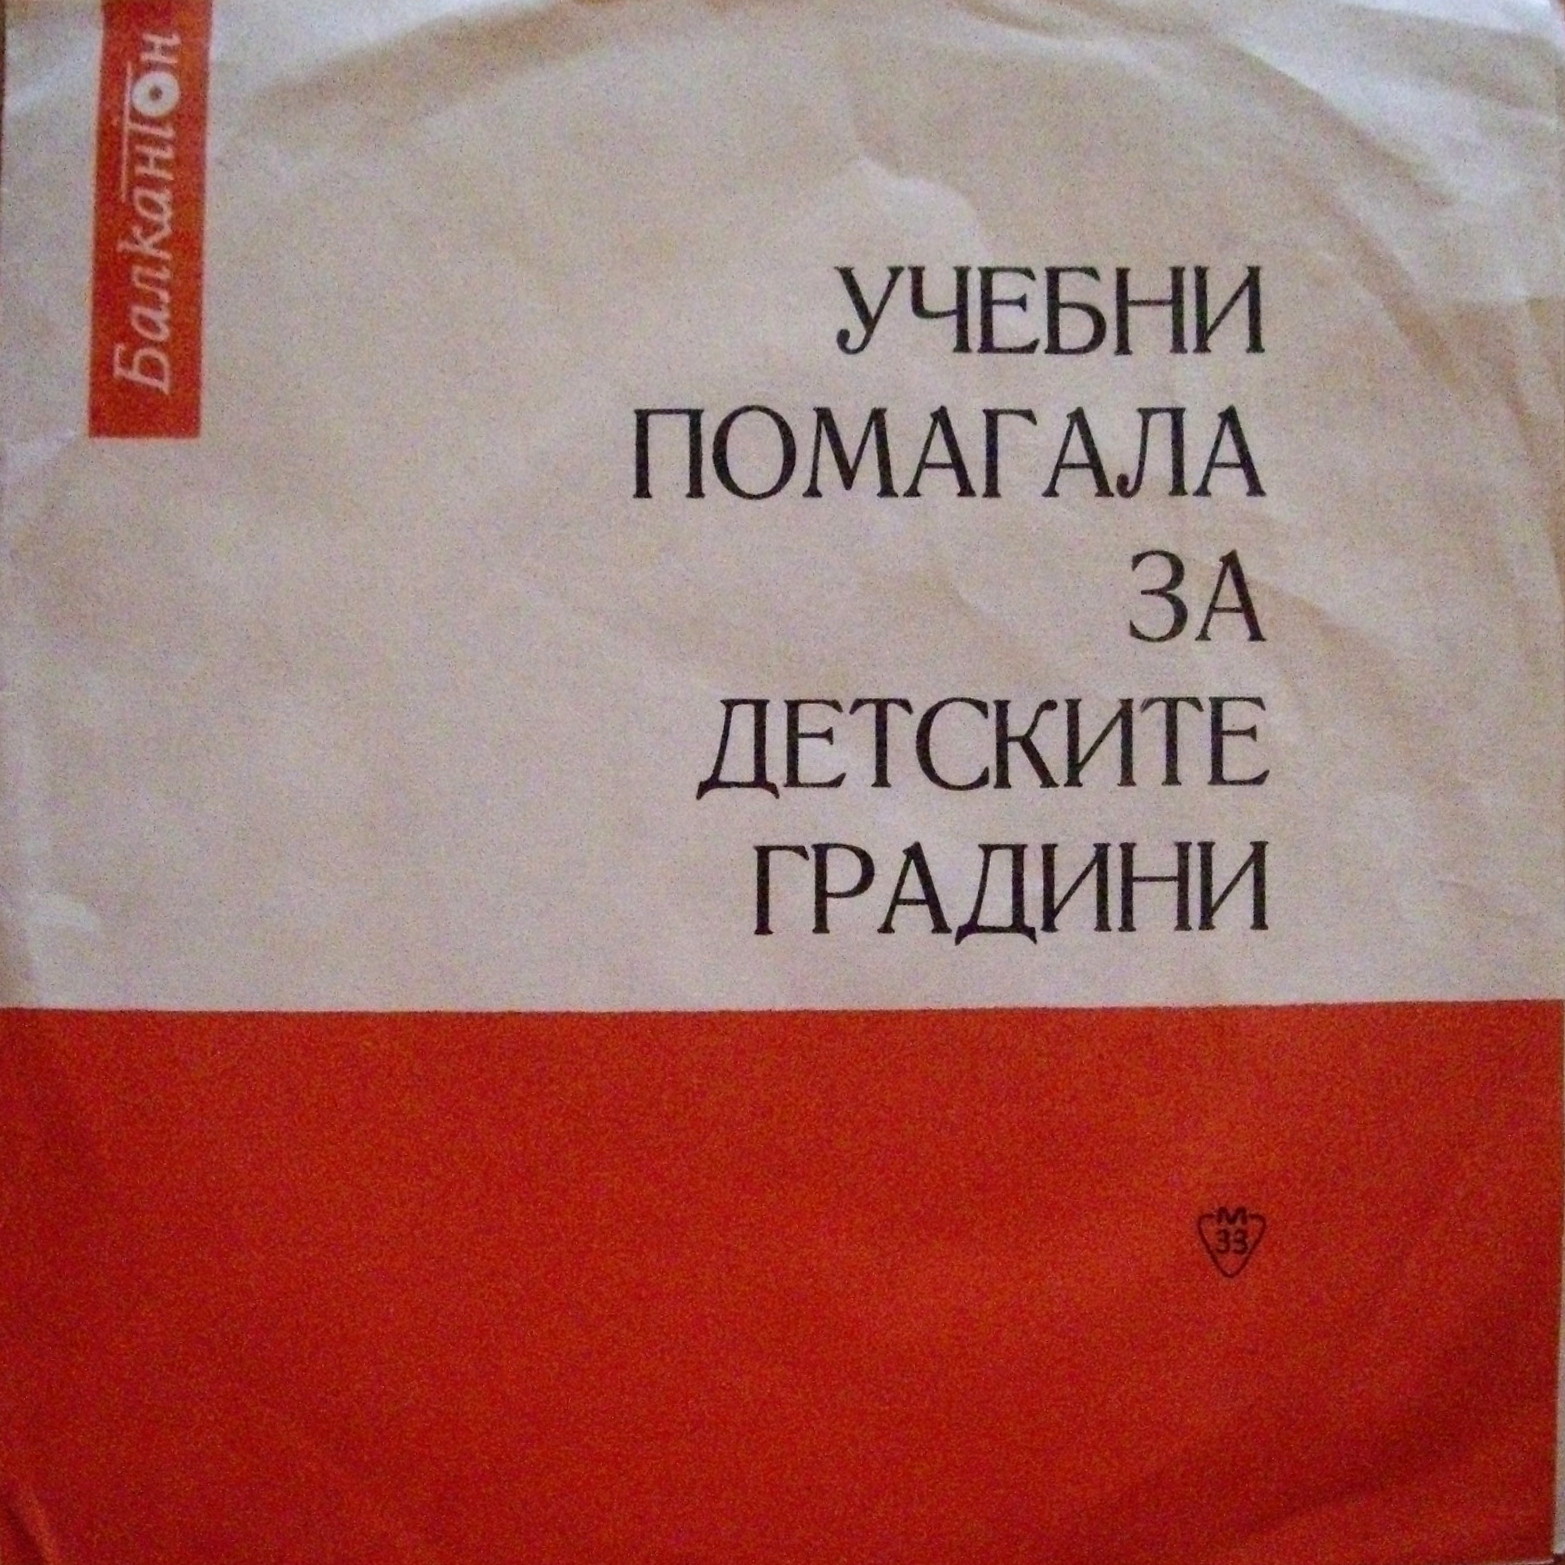 Балкантон
УЧЕБНИ
ПОМАГАЛА
ЗА
ДЕТСКИТЕ
ГРАДИНИ
М
33